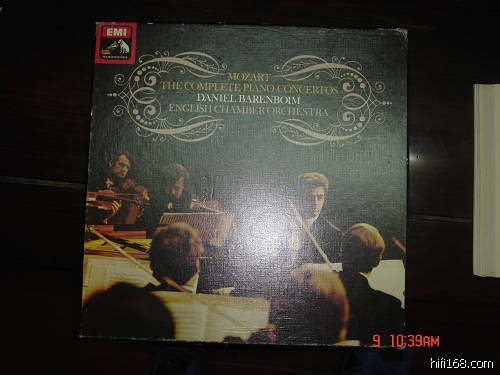 EMI
MOZART
THE COMPLETE PIANO CONCERTOS
DANIEL BARENBOIM
ENGLISH CHAMBER ORCHESTRA
9 10:39AM
hifi168.com